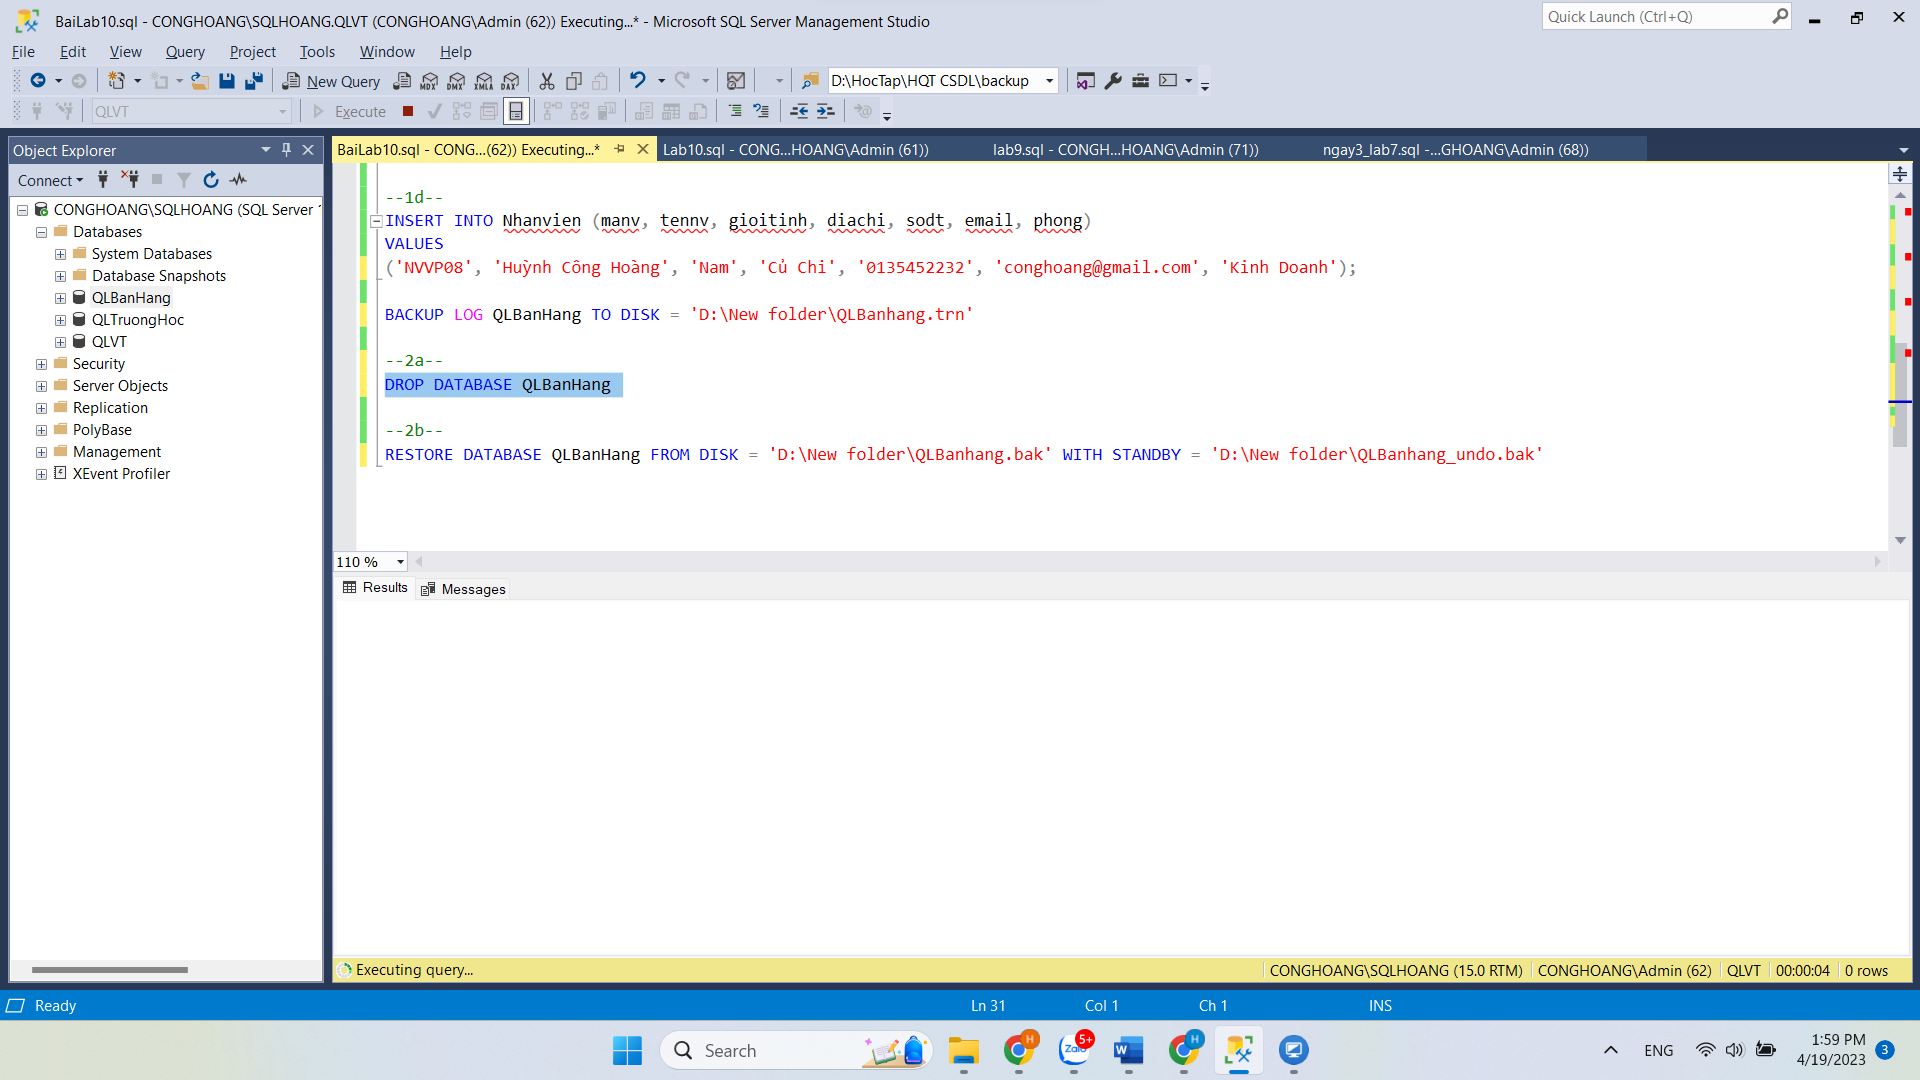 BaiLab10.sql - CONGHOANG\SQLHOANG.QLVT (CONGHOANG\Admin (62)) Executing...* - Microsoft SQL Server Management Studio
Quick Launch (Ctrl+Q)
File Edit View Query Project Tools Window Help
New Query
MDX DMX XMLA DAX
D:\HocTap\HQT CSDL\backup
QLVT
Execute
Object Explorer
BaiLab10.sql - CONG...(62)) Executing...*
Lab10.sql - CONG...HOANG\Admin (61))
lab9.sql - CONGH...HOANG\Admin (71))
ngay3_lab7.sql -...GHOANG\Admin (68))
Connect
CONGHOANG\SQLHOANG (SQL Server 1
Databases
System Databases
Database Snapshots
QLBanHang
QLTruongHoc
QLVT
Security
Server Objects
Replication
PolyBase
Management
XEvent Profiler
--1d--
INSERT INTO Nhanvien (manv, tennv, gioitinh, diachi, sodt, email, phong)
VALUES
('NVVP08', 'Huỳnh Công Hoàng', 'Nam', 'Củ Chi', '0135452232', 'conghoang@gmail.com', 'Kinh Doanh');
BACKUP LOG QLBanHang TO DISK = 'D:\New folder\QLBanhang.trn'
--2a--
DROP DATABASE QLBanHang
--2b--
RESTORE DATABASE QLBanHang FROM DISK = 'D:\New folder\QLBanhang.bak' WITH STANDBY = 'D:\New folder\QLBanhang_undo.bak'
110 %
Results Messages
Executing query...
CONGHOANG\SQLHOANG (15.0 RTM) CONGHOANG\Admin (62) QLVT 00:00:04 0 rows
Ready
Ln 31 Col 1 Ch 1 INS
Search
H
Zalo
5+
W
H
ENG
1:59 PM
4/19/2023
3